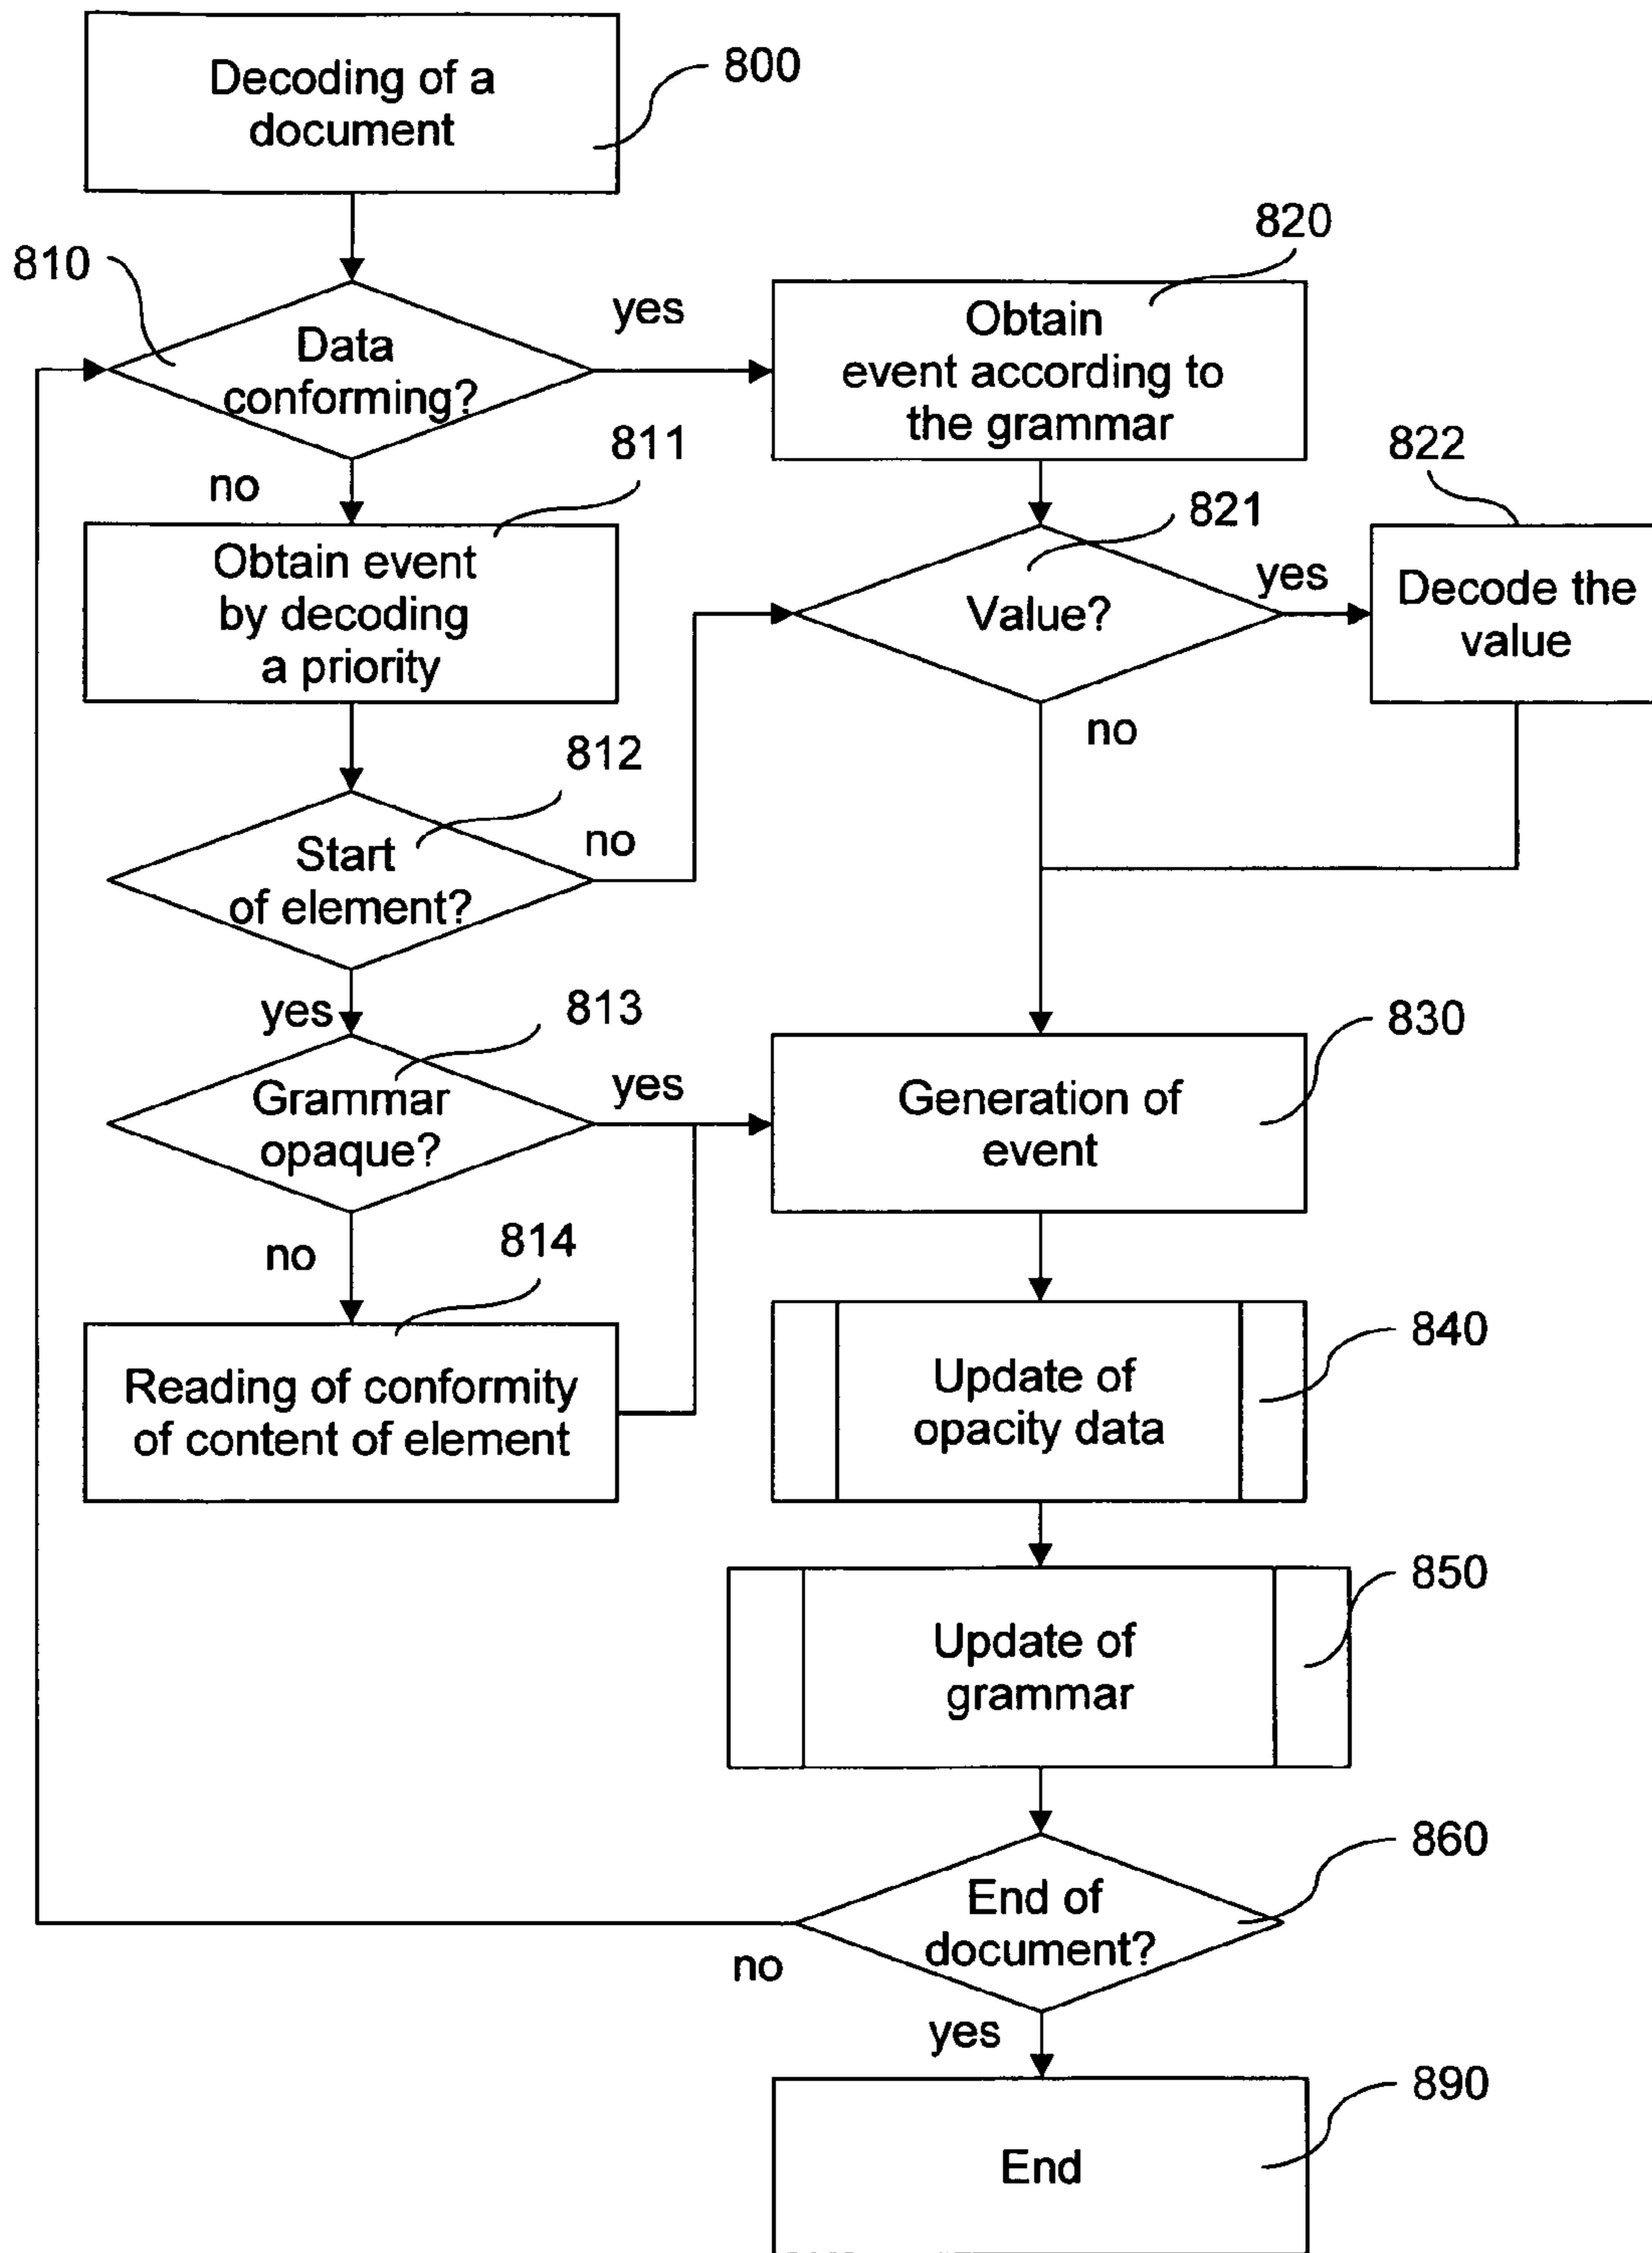 Decoding of a
document
800
810
Data
conforming?
yes
no
820
Obtain
event according to
the grammar
811
Obtain event
by decoding
a priority
821
Value?
yes
no
822
Decode the
value
812
Start
of element?
no
yes
813
Grammar
opaque?
yes
no
830
Generation of
event
814
Reading of conformity
of content of element
840
Update of
opacity data
850
Update of
grammar
860
End of
document?
no
yes
890
End